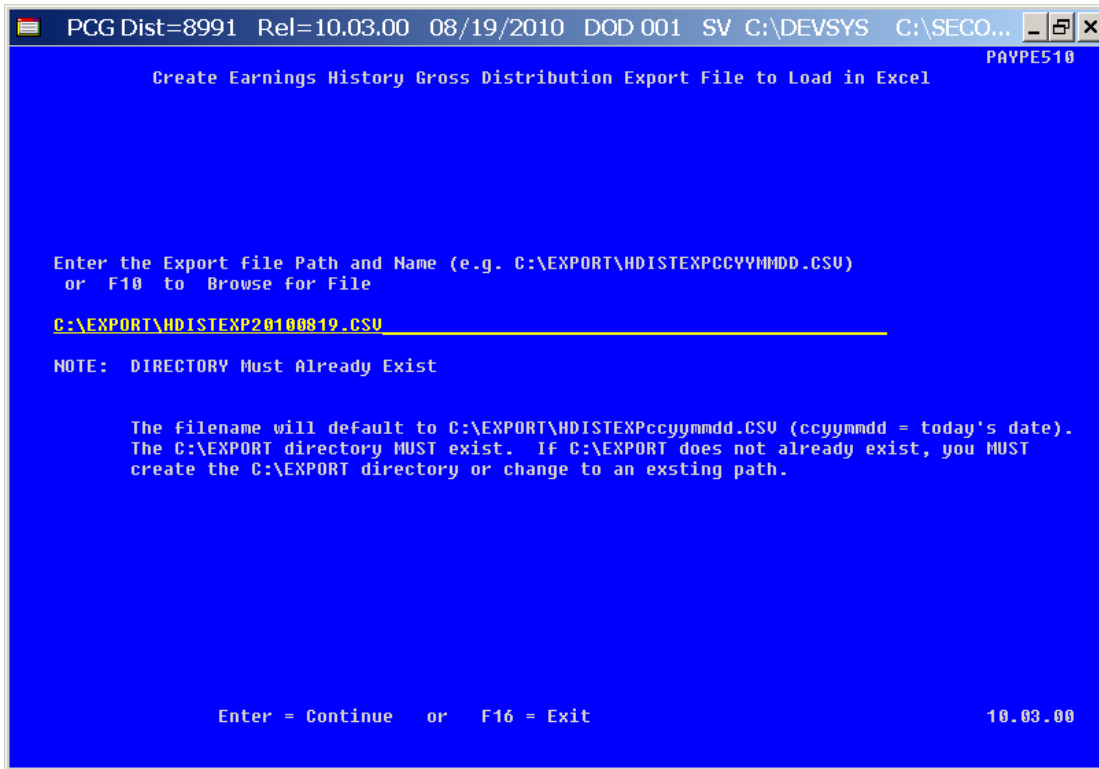 PCG Dist=8991 Rel=10.03.00 08/19/2010 DOD 001 SV C:\DEVSYS C:\SECO...
PAYPE510
Create Earnings History Gross Distribution Export File to Load in Excel
Enter the Export file Path and Name (e.g. C:\EXPORT\HDISTEXPCCYYMMDD.CSV)
or F10 to Browse for File
C:\EXPORT\HDISTEXP20100819.CSV
NOTE: DIRECTORY Must Already Exist
The filename will default to C:\EXPORT\HDISTEXPccyymmdd.CSV (ccyymmdd = today's date).
The C:\EXPORT directory MUST exist. If C:\EXPORT does not already exist, you MUST
create the C:\EXPORT directory or change to an exsting path.
Enter = Continue or F16 = Exit 10.03.00